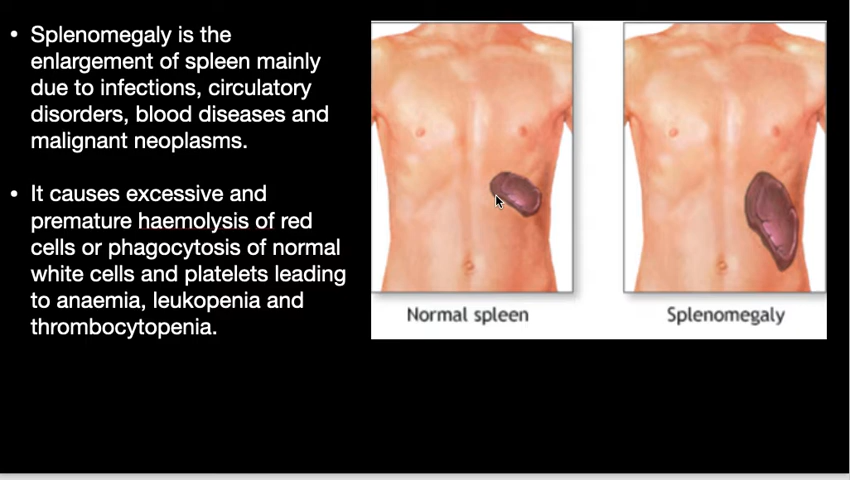 • Splenomegaly is the
enlargement of spleen mainly
due to infections, circulatory
disorders, blood diseases and
malignant neoplasms.
• It causes excessive and
premature haemolysis of red
cells or phagocytosis of normal
white cells and platelets leading
to anaemia, leukopenia and
thrombocytopenia.
Normal spleen
Splenomegaly